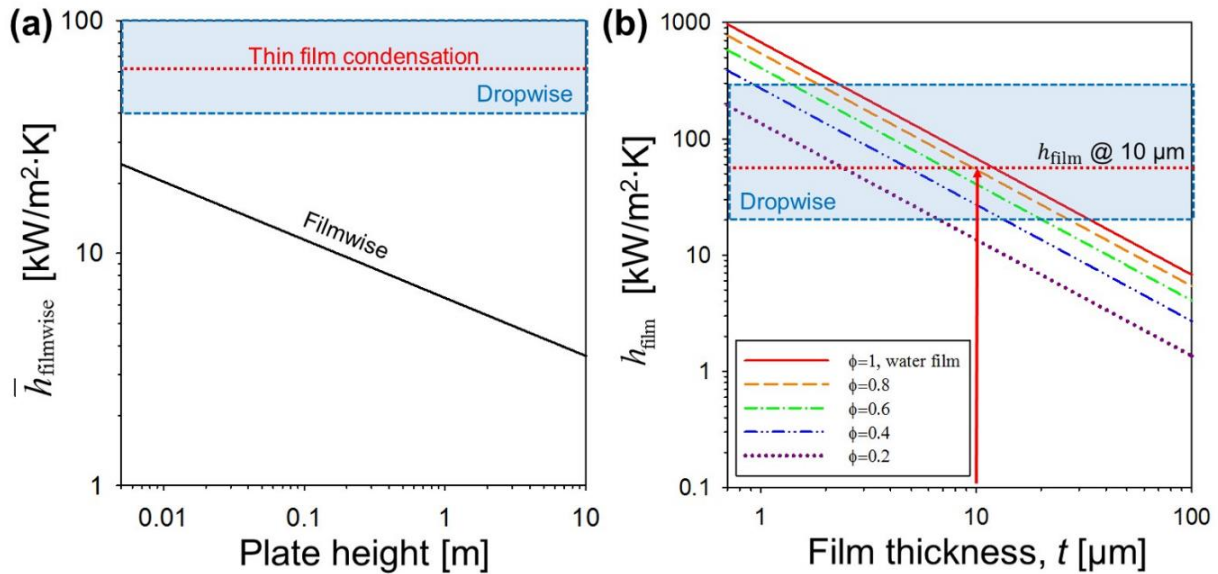 (a)
100
10
1
h̅filmwise [kW/m²·K]
Thin film condensation
Dropwise
Filmwise
0.01 0.1 1 10
Plate height [m]
(b)
1000
100
10
1
0.1
hfilm [kW/m²·K]
hfilm @ 10 µm
Dropwise
ϕ=1, water film
ϕ=0.8
ϕ=0.6
ϕ=0.4
ϕ=0.2
1 10 100
Film thickness, t [µm]